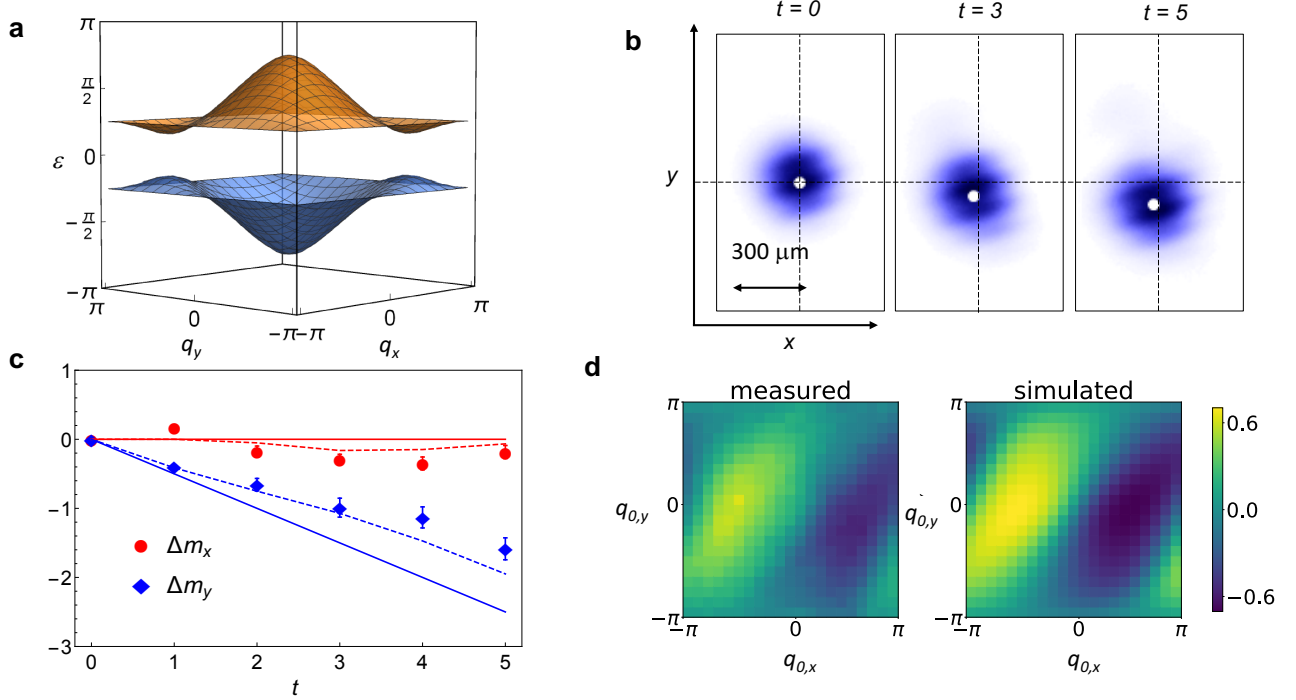 a
π
π/2
ε
0
−π/2
−π
π
0
q_y
−π −π
0
q_x
π
b
t = 0
t = 3
t = 5
y
300 μm
x
c
1
0
−1
−2
−3
Δm_x
Δm_y
0
1
2
3
4
5
t
d
measured
π
q_{0,y}
0
−π
−π
0
π
q_{0,x}
simulated
π
q_{0,y}
0
−π
−π
0
π
q_{0,x}
0.6
0.0
−0.6